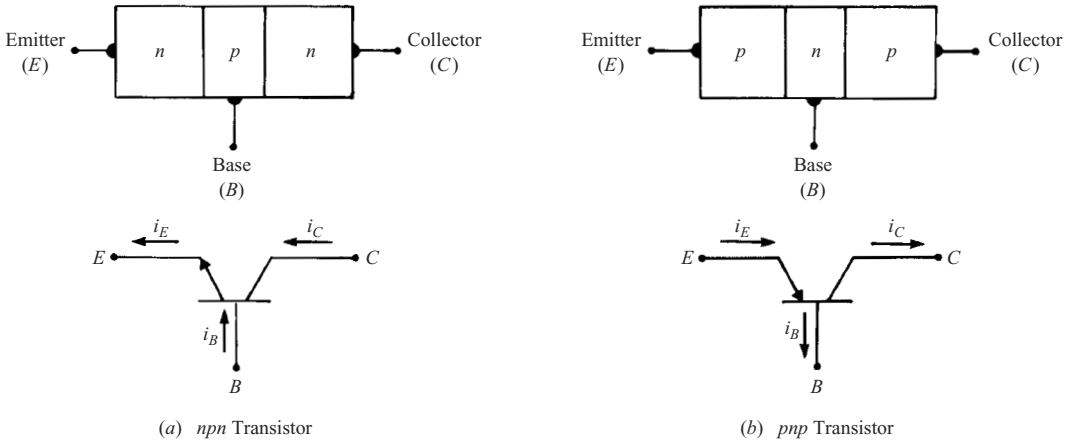 Emitter
(E)
n
p
n
Collector
(C)
Base
(B)
Emitter
(E)
p
n
p
Collector
(C)
Base
(B)
i_E
i_C
E
C
i_B
B
(a) npn Transistor
i_E
i_C
E
C
i_B
B
(b) pnp Transistor